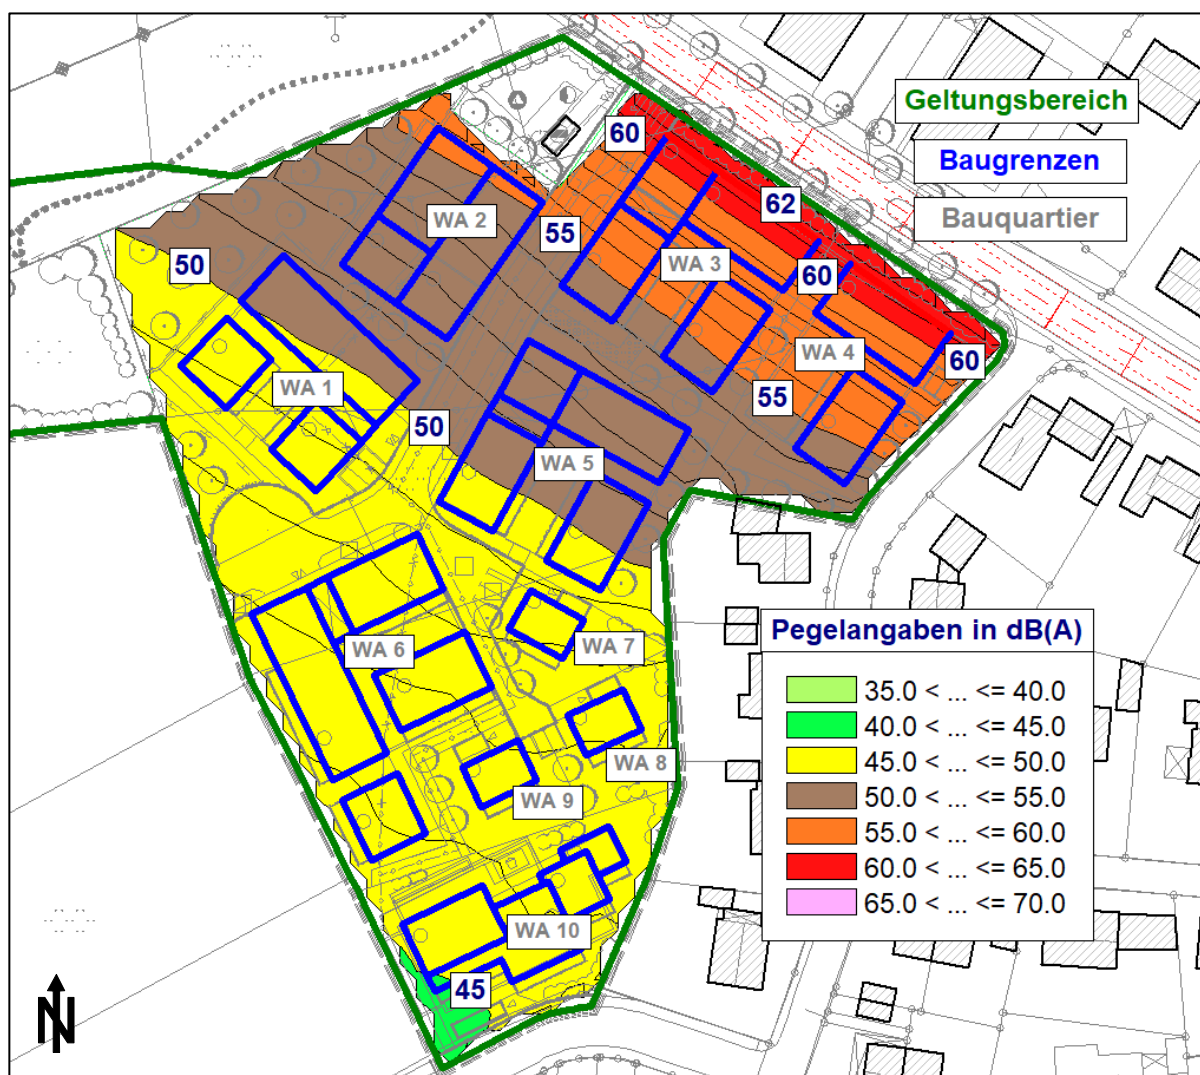 Geltungsbereich
60
Baugrenzen
62
WA 2
Bauquartier
55
50
WA 3
60
WA 4
60
WA 1
55
50
WA 5
Pegelangaben in dB(A)
WA 7
WA 6
35.0 < ... <= 40.0
40.0 < ... <= 45.0
45.0 < ... <= 50.0
WA 8
50.0 < ... <= 55.0
WA 9
55.0 < ... <= 60.0
60.0 < ... <= 65.0
65.0 < ... <= 70.0
WA 10
45
N